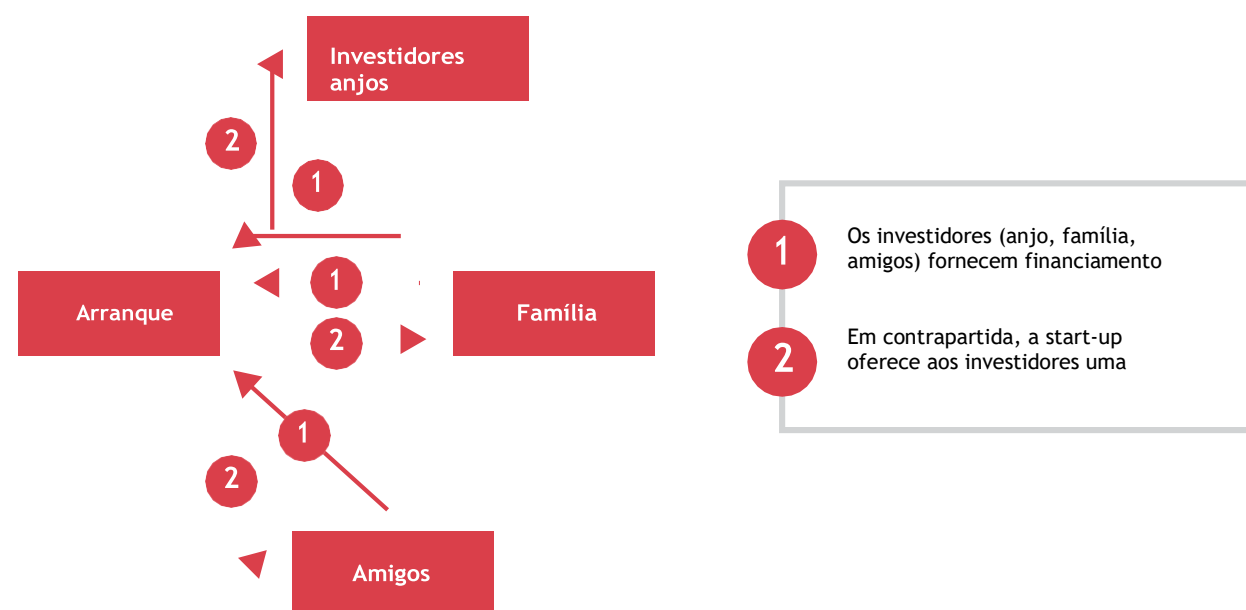 Investidores
anjos
2
1
Arranque
1
2
Família
1
2
Amigos
1
Os investidores (anjo, família,
amigos) fornecem financiamento
2
Em contrapartida, a start-up
oferece aos investidores uma